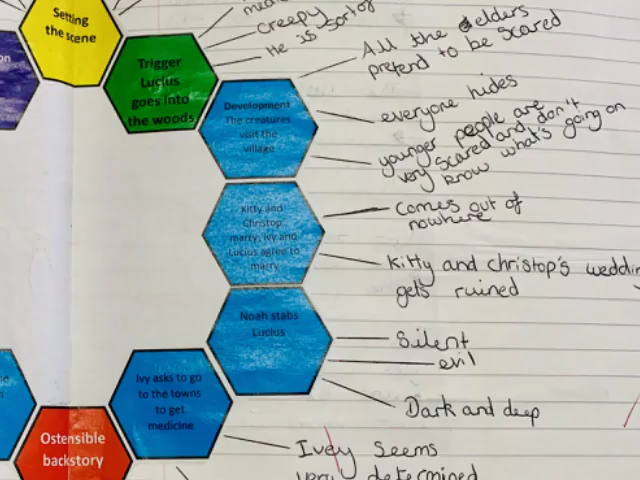 Setting
the scene
on
creepy
He is sort of
Trigger
Lucius
goes into
the woods
All the elders
pretend to be scared
Development
The creatures
visit the
village
everyone hides
younger people are
very scared and don't
know what's going on
Kitty and
Christop
marry, Ivy and
Lucius agree to
marry
Comes out of
nowhere
Kitty and christop's weddin
gets ruined
Noah stabs
Lucius
Silent
evil
Dark and deep
Ivy asks to go
to the towns
to get
medicine
Ivey seems
very determined
Ostensible
backstory